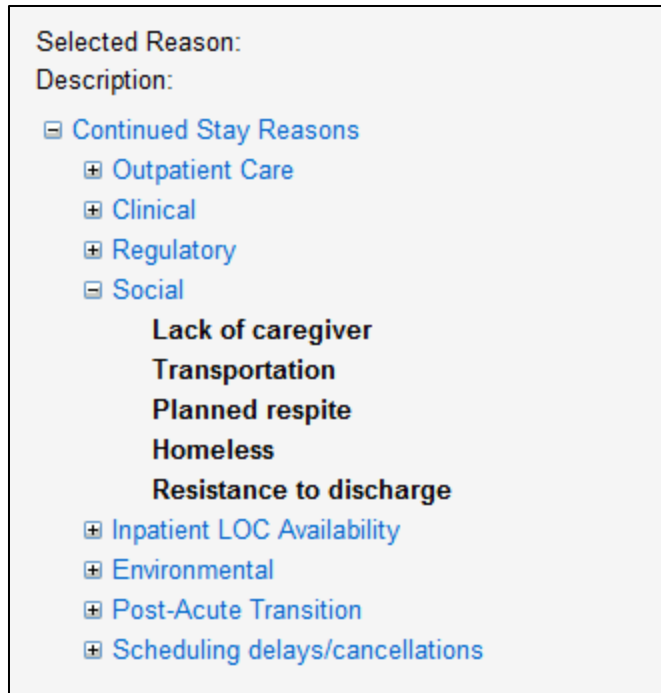 Selected Reason:
Description:
Continued Stay Reasons
Outpatient Care
Clinical
Regulatory
Social
Lack of caregiver
Transportation
Planned respite
Homeless
Resistance to discharge
Inpatient LOC Availability
Environmental
Post-Acute Transition
Scheduling delays/cancellations